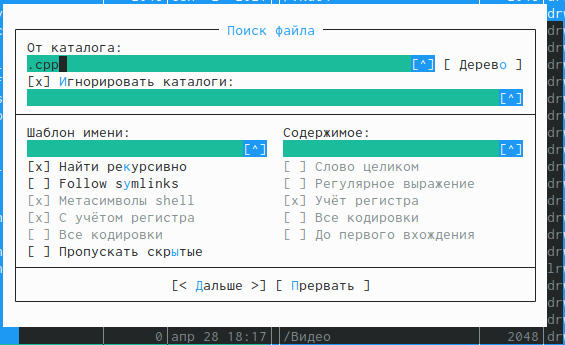 Поиск файла
От каталога:
.cpp [^] [ Дерево ]
[x] Игнорировать каталоги:
[^]
Шаблон имени: Содержимое:
[^] [^]
[x] Найти рекурсивно [ ] Слово целиком
[ ] Follow symlinks [ ] Регулярное выражение
[x] Метасимволы shell [x] Учёт регистра
[x] С учётом регистра [ ] Все кодировки
[ ] Все кодировки [ ] До первого вхождения
[ ] Пропускать скрытые
[< Дальше >] [ Прервать ]
0 апр 28 18:17 /Видео 2048 drw